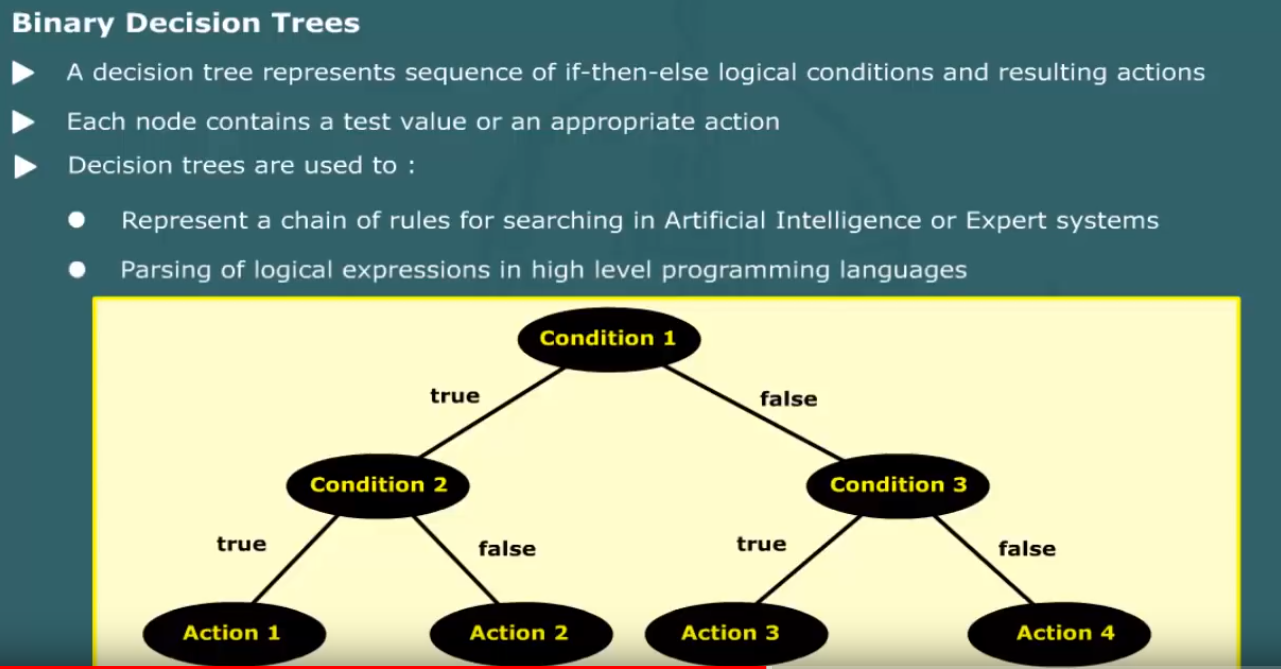 Binary Decision Trees
A decision tree represents sequence of if-then-else logical conditions and resulting actions
Each node contains a test value or an appropriate action
Decision trees are used to :
Represent a chain of rules for searching in Artificial Intelligence or Expert systems
Parsing of logical expressions in high level programming languages
Condition 1
true
false
Condition 2
Condition 3
true
false
true
false
Action 1
Action 2
Action 3
Action 4